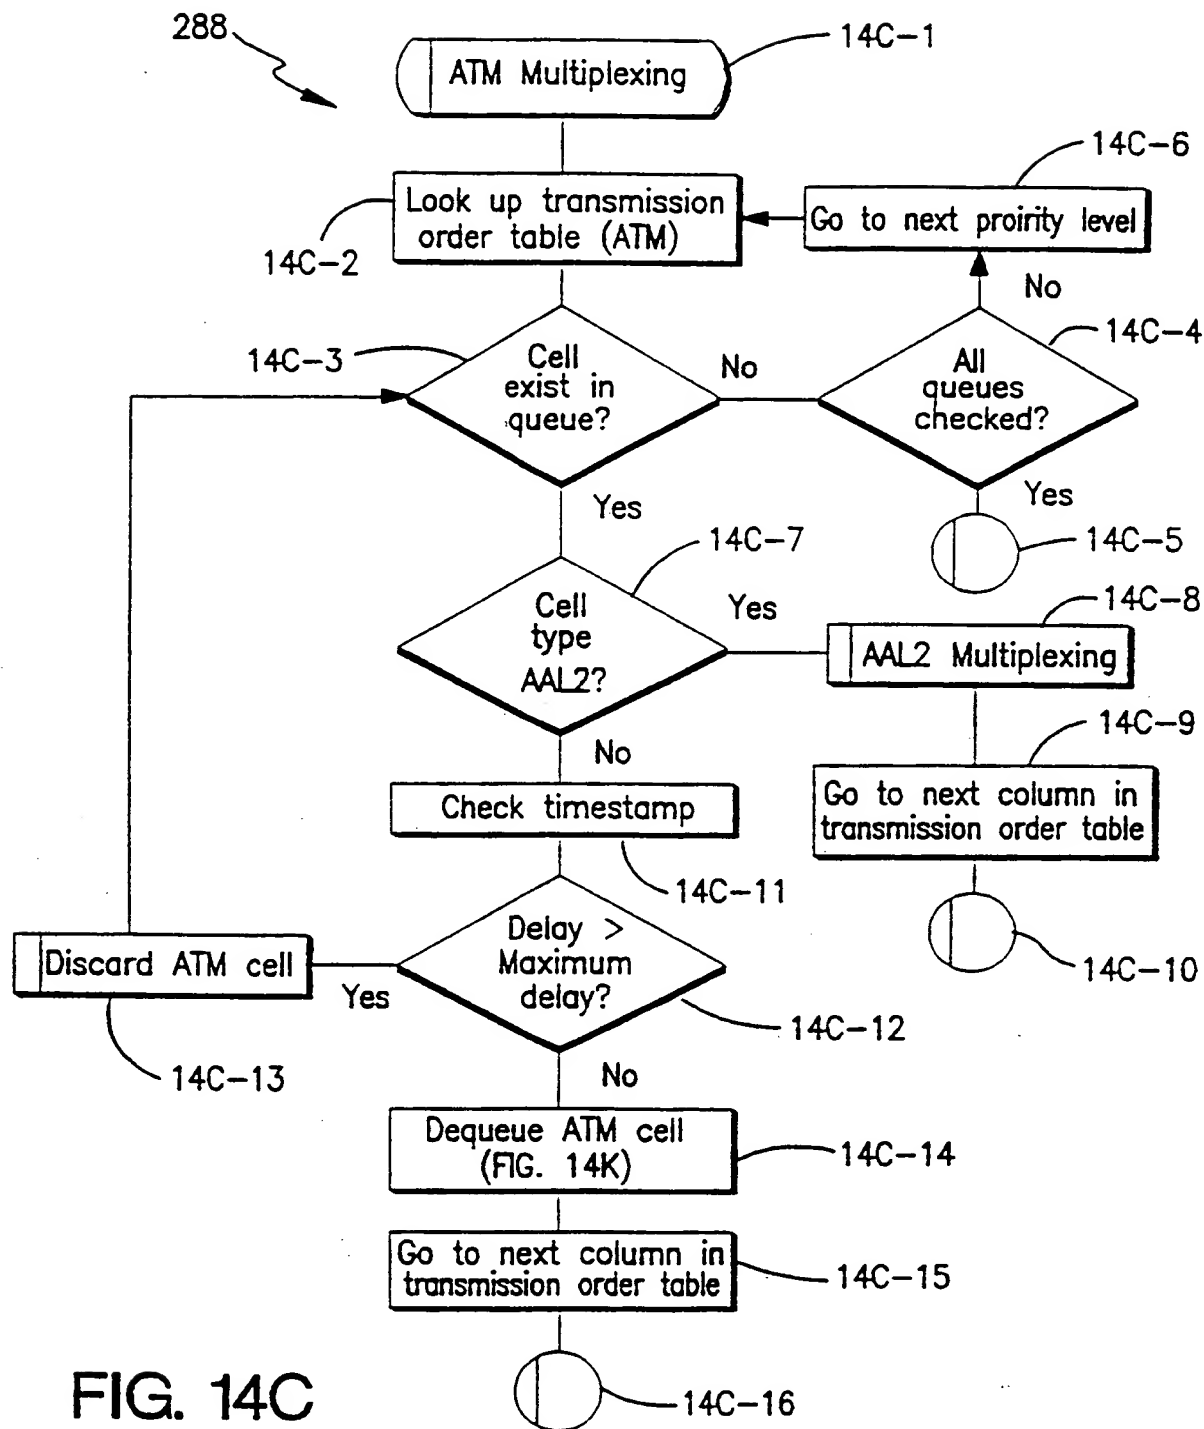 288
14C-1
ATM Multiplexing
14C-6
Look up transmission
order table (ATM)
Go to next proirity level
14C-2
No
14C-4
14C-3
Cell
exist in
queue?
No
All
queues
checked?
Yes
Yes
14C-5
14C-7
14C-8
Cell
type
AAL2?
Yes
AAL2 Multiplexing
14C-9
No
Check timestamp
Go to next column in
transmission order table
14C-11
Delay >
Maximum
delay?
Discard ATM cell
Yes
14C-10
14C-12
14C-13
No
Dequeue ATM cell
(FIG. 14K)
14C-14
Go to next column in
transmission order table
14C-15
FIG. 14C
14C-16